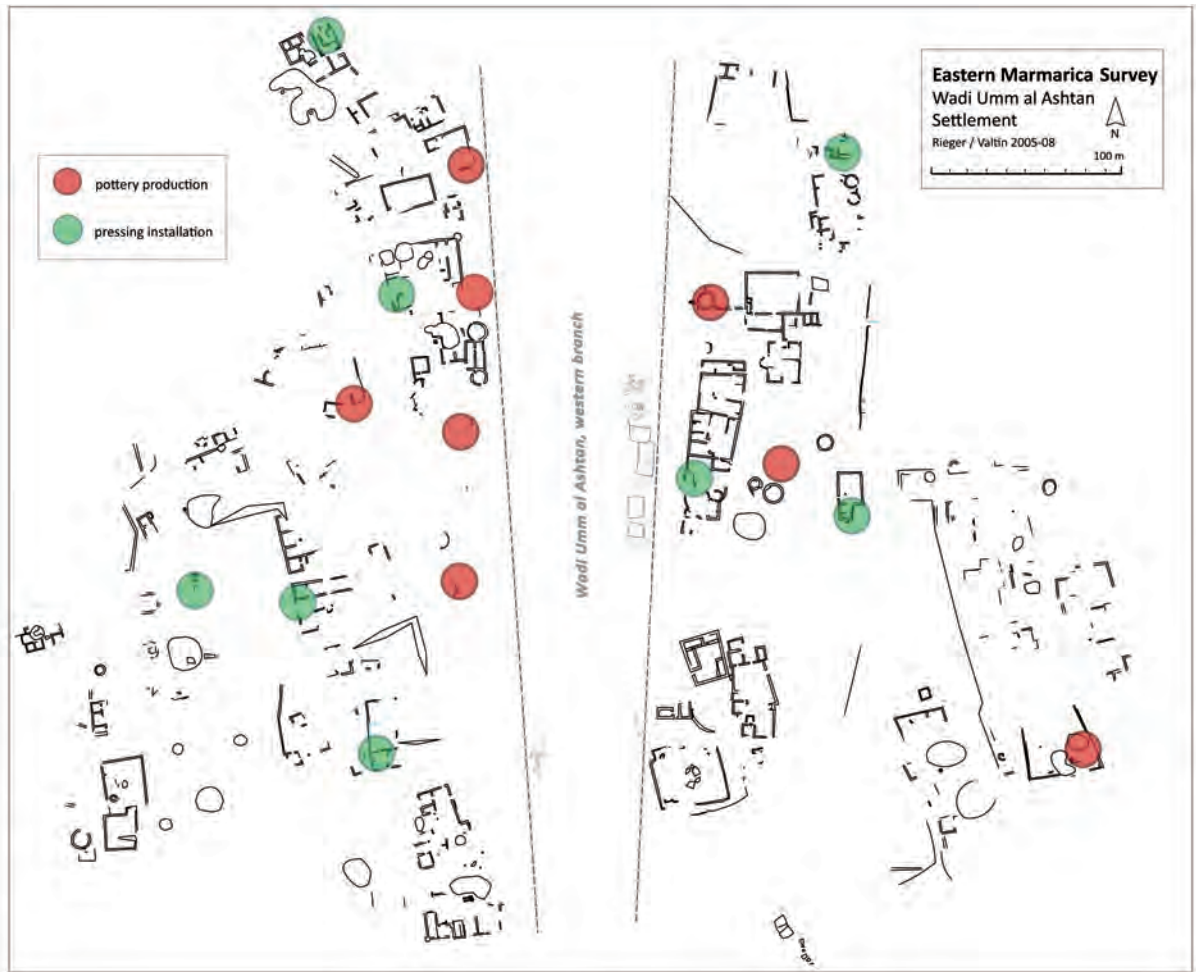 Eastern Marmarica Survey
Wadi Umm al Ashtan
Settlement
N
Rieger / Valtin 2005-08
100 m
pottery production
pressing installation
Wadi Umm al Ashtan, western branch